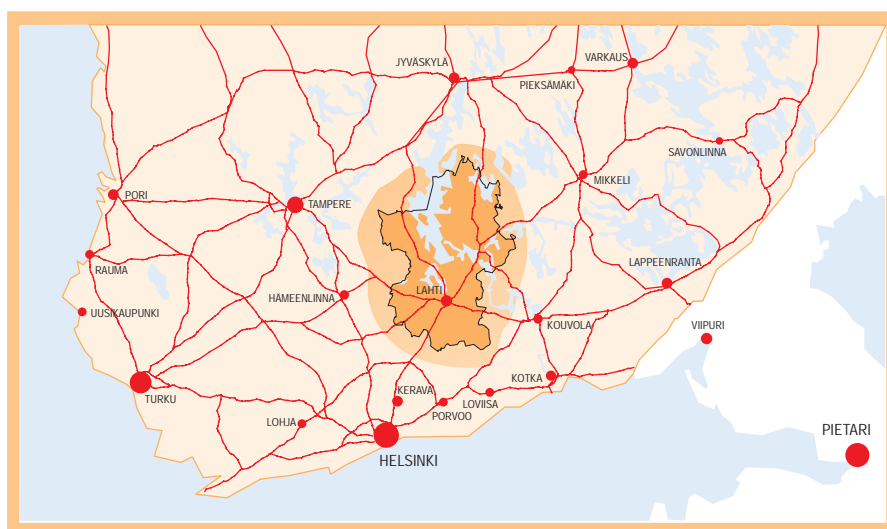 JYVÄSKYLÄ
VARKAUS
PIEKSÄMÄKI
SAVONLINNA
MIKKELI
PORI
TAMPERE
RAUMA
LAPPEENRANTA
LAHTI
HÄMEENLINNA
UUSIKAUPUNKI
KOUVOLA
VIIPURI
KOTKA
KERAVA
LOVIISA
TURKU
PORVOO
LOHJA
PIETARI
HELSINKI